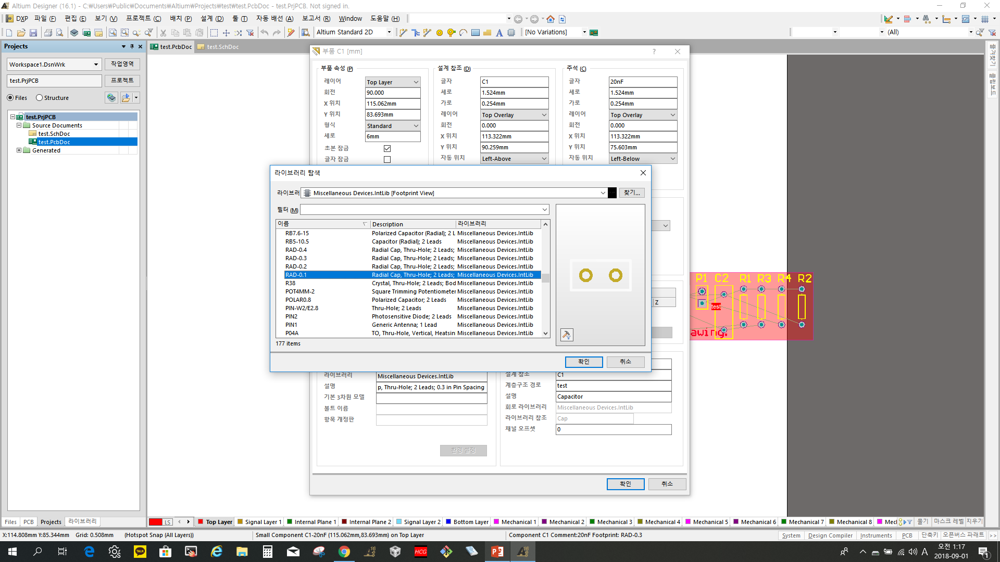 Altium Designer (16.1) - C:₩Users₩Public₩Documents₩Altium₩Projects₩test₩test.PcbDoc - test.PrjPCB. Not signed in.
DXP 파일 (F) 편집 (E) 보기 (V) 프로젝트 (C) 배치 (P) 설계 (D) 툴 (T) 자동 배선 (A) 보고서 (R) Window 도움말 (H)
Altium Standard 2D [No Variations] (All)
Projects
Workspace1.DsnWrk 작업영역
test.PrjPCB 프로젝트
Files Structure
test.PrjPCB
Source Documents
test.SchDoc
test.PcbDoc
Generated
test.PcbDoc test.SchDoc
즐겨찾기
클립보드
부품 C1 [mm] ?
부품 속성 (P)
레이어 Top Layer
회전 90.000
X 위치 115.062mm
Y 위치 83.693mm
형식 Standard
세로 6mm
초본 잠금
글자 잠금
설계 참조 (D)
글자 C1
세로 1.524mm
가로 0.254mm
레이어 Top Overlay
회전 0.000
X 위치 113.322mm
Y 위치 90.259mm
자동 위치 Left-Above
주석 (C)
글자 20nF
세로 1.524mm
가로 0.254mm
레이어 Top Overlay
회전 0.000
X 위치 113.322mm
Y 위치 75.603mm
자동 위치 Left-Below
라이브러리 탐색
라이브러 Miscellaneous Devices.IntLib [Footprint View] 찾기...
필터 (M)
이름 Description 라이브러리
RB7.6-15 Polarized Capacitor (Radial); 2 L Miscellaneous Devices.IntLib
RB5-10.5 Capacitor (Radial); 2 Leads Miscellaneous Devices.IntLib
RAD-0.4 Radial Cap, Thru-Hole; 2 Leads; Miscellaneous Devices.IntLib
RAD-0.3 Radial Cap, Thru-Hole; 2 Leads; Miscellaneous Devices.IntLib
RAD-0.2 Radial Cap, Thru-Hole; 2 Leads; Miscellaneous Devices.IntLib
RAD-0.1 Radial Cap, Thru-Hole; 2 Leads; Miscellaneous Devices.IntLib
R38 Crystal, Thru-Hole; 2 Leads; Bod Miscellaneous Devices.IntLib
POT4MM-2 Square Trimming Potentiometer Miscellaneous Devices.IntLib
POLAR0.8 Polarized Capacitor; 2 Leads Miscellaneous Devices.IntLib
PIN-W2/E2.8 Thru-Hole; 2 Leads Miscellaneous Devices.IntLib
PIN2 Photosensitive Diode; 2 Leads Miscellaneous Devices.IntLib
PIN1 Generic Antenna; 1 Lead Miscellaneous Devices.IntLib
P04A TO, Thru-Hole, Vertical, Heatsin Miscellaneous Devices.IntLib
177 items
확인 취소
Z
P1 C2 R1 R3 R4 R2
test
awing.
라이브러리 Miscellaneous Devices.IntLib
설명 p, Thru-Hole; 2 Leads; 0.3 in Pin Spacing
기본 3차원 모델
볼트 이름
항목 개정판
환경 설정
설계 참조 C1
계층구조 경로 test
설명 Capacitor
회로 라이브러리 Miscellaneous Devices.IntLib
라이브러리 참조 Cap
채널 오프셋 0
확인 취소
Files PCB Projects 라이브러리
LS Top Layer Signal Layer 1 Internal Plane 1 Internal Plane 2 Signal Layer 2 Bottom Layer Mechanical 1 Mechanical 2 Mechanical 3 Mechanical 4 Mechanical 5 Mechanical 6 Mechanical 7 Mechanical 8 Mec 풀기 마스크 레벨 지우기
X:114.808mm Y:85.344mm Grid: 0.508mm (Hotspot Snap (All Layers)) Small Component C1-20nF (115.062mm,83.693mm) on Top Layer Component C1 Comment:20nF Footprint: RAD-0.3 System Design Compiler Instruments PCB 단축키 오픈버스 파래트 >>
TALK HCG 16 16 A 오전 1:17
2018-09-01 1